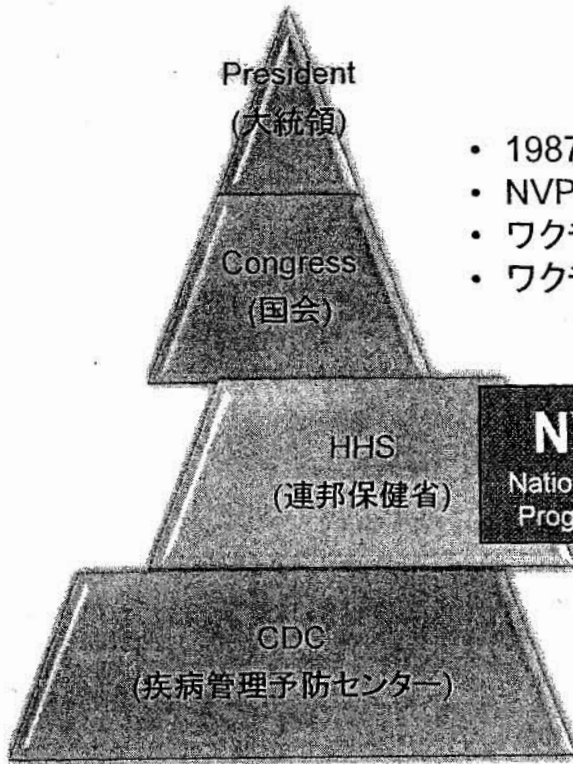 President
(大統領)
• 1987
• NVP
• ワク
• ワク
Congress
(国会)
HHS
(連邦保健省)
N
Natio
Prog
CDC
(疾病管理予防センター)